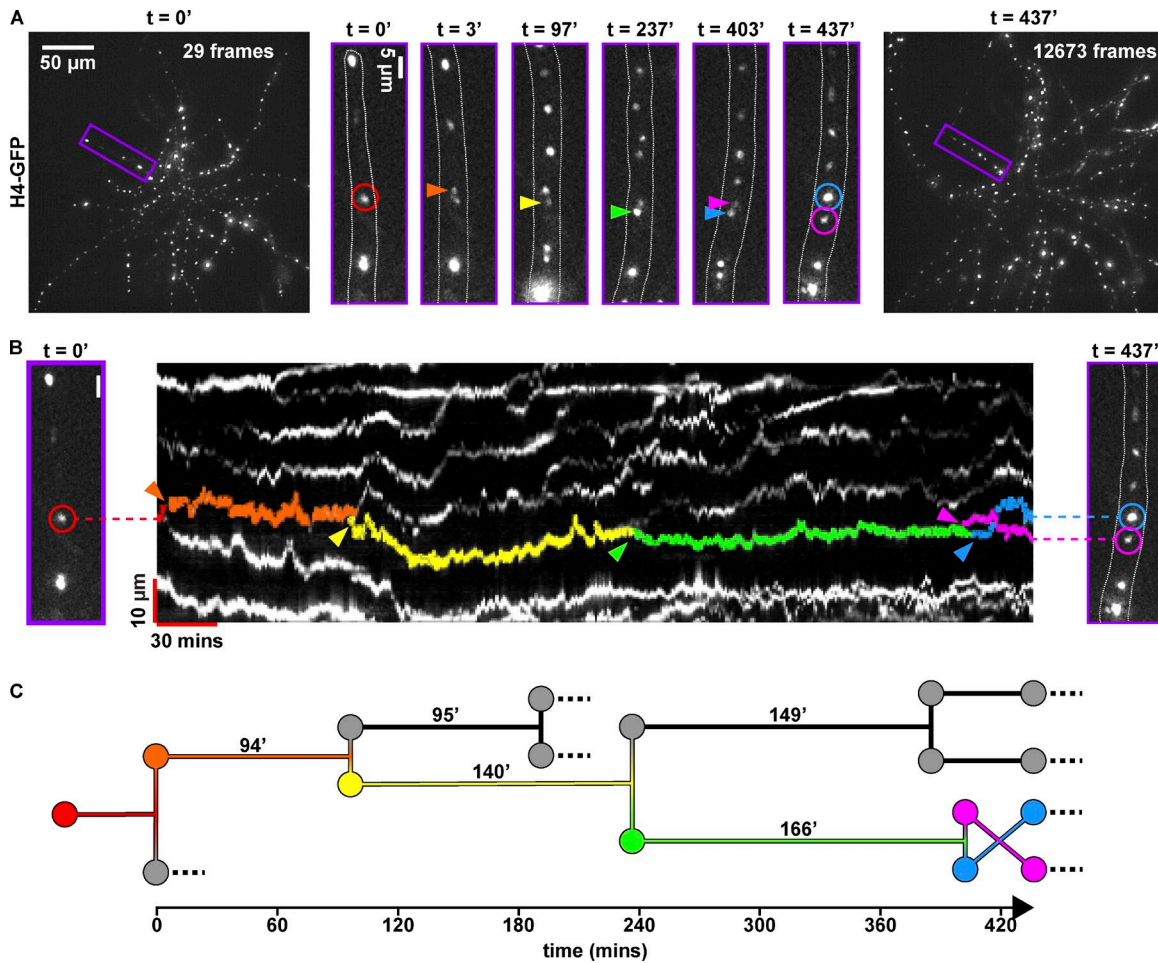 A
t = 0’
t = 0’ t = 3’ t = 97’ t = 237’ t = 403’ t = 437’
t = 437’
50 µm
29 frames
5 µm
12673 frames
H4-GFP
B
t = 0’
t = 437’
10 µm
30 mins
C
94’
95’
140’
149’
166’
0 60 120 180 240 300 360 420
time (mins)